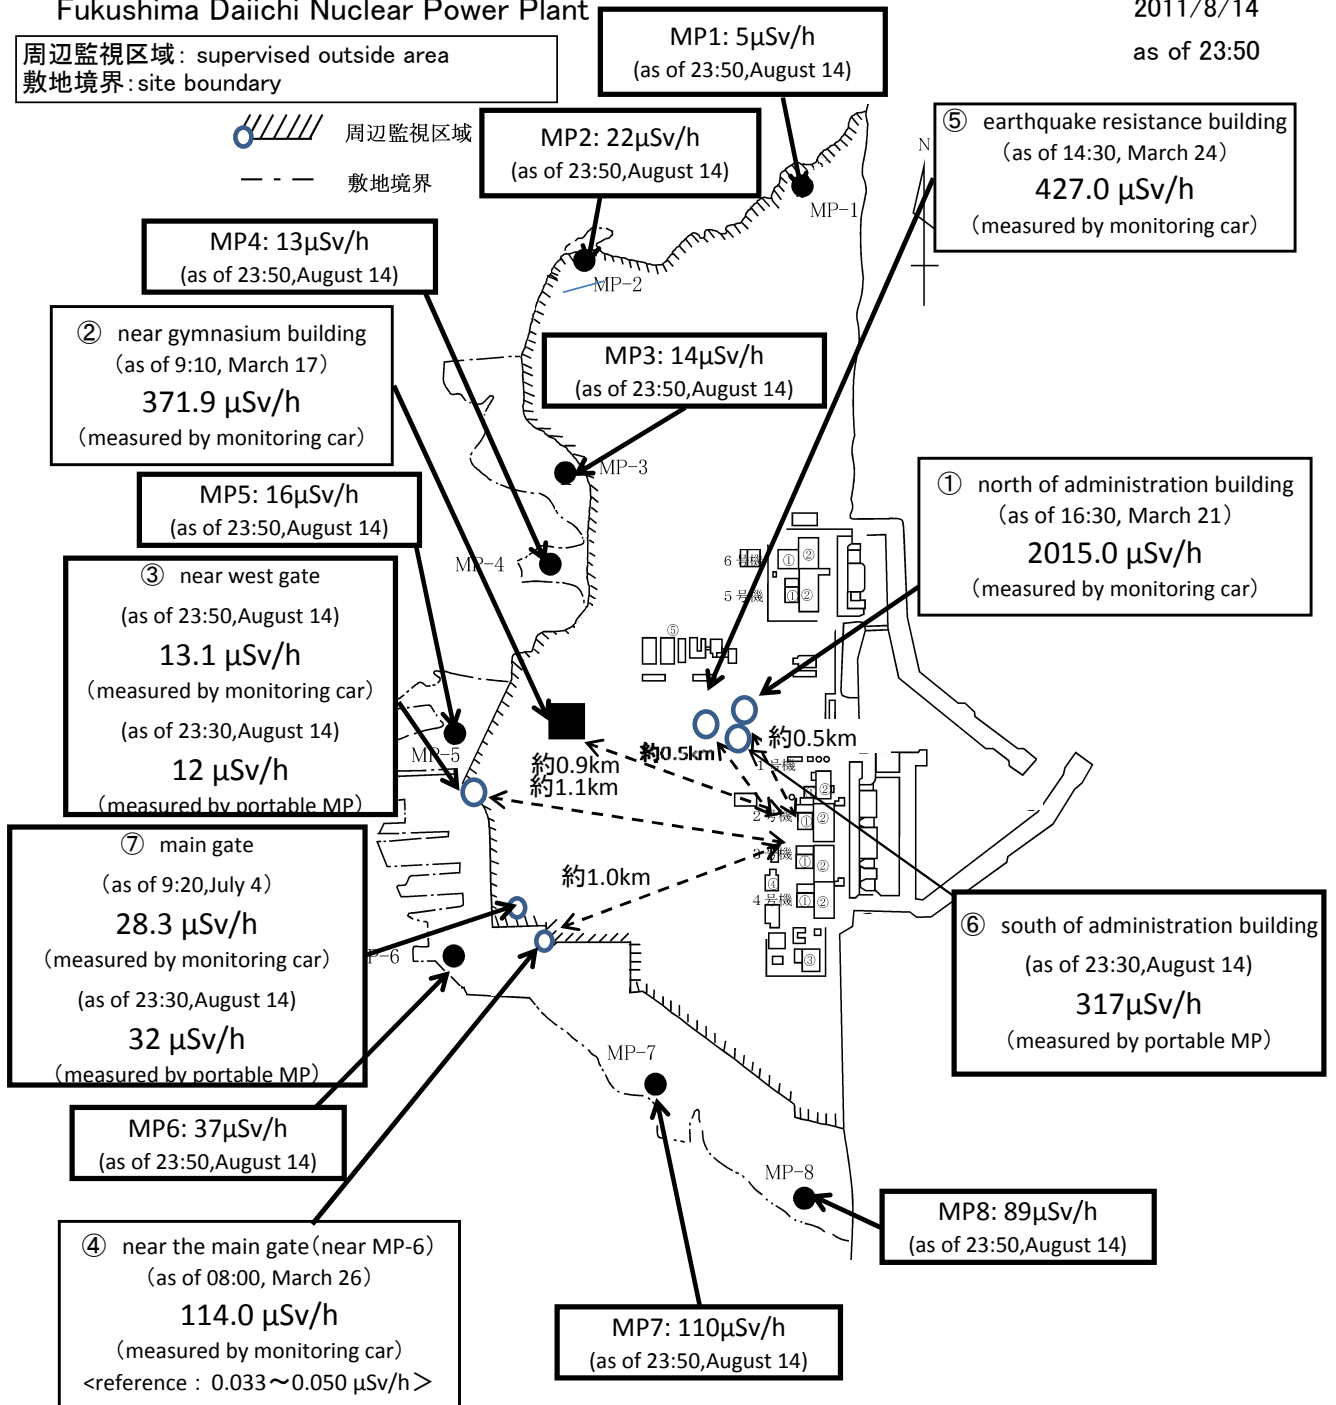 Fukushima Daiichi Nuclear Power Plant
2011/8/14
as of 23:50
周辺監視区域: supervised outside area
敷地境界:site boundary
周辺監視区域
敷地境界
MP1: 5μSv/h
(as of 23:50,August 14)
MP2: 22μSv/h
(as of 23:50,August 14)
⑤ earthquake resistance building
(as of 14:30, March 24)
427.0 μSv/h
(measured by monitoring car)
N
MP-1
MP4: 13μSv/h
(as of 23:50,August 14)
MP-2
② near gymnasium building
(as of 9:10, March 17)
371.9 μSv/h
(measured by monitoring car)
MP3: 14μSv/h
(as of 23:50,August 14)
MP-3
MP5: 16μSv/h
(as of 23:50,August 14)
① north of administration building
(as of 16:30, March 21)
2015.0 μSv/h
(measured by monitoring car)
MP-4
6号機
① ②
5号機
① ②
③ near west gate
(as of 23:50,August 14)
13.1 μSv/h
(measured by monitoring car)
(as of 23:30,August 14)
12 μSv/h
(measured by portable MP)
⑤
MP-5
約0.9km
約1.1km
約0.5km
約0.5km
1号機
②
2号機
① ②
3号機
① ②
④
4号機
① ②
③
約1.0km
⑦ main gate
(as of 9:20,July 4)
28.3 μSv/h
(measured by monitoring car)
(as of 23:30,August 14)
32 μSv/h
(measured by portable MP)
P-6
⑥ south of administration building
(as of 23:30,August 14)
317μSv/h
(measured by portable MP)
MP-7
MP6: 37μSv/h
(as of 23:50,August 14)
MP-8
MP8: 89μSv/h
(as of 23:50,August 14)
④ near the main gate(near MP-6)
(as of 08:00, March 26)
114.0 μSv/h
(measured by monitoring car)
<reference : 0.033～0.050 μSv/h>
MP7: 110μSv/h
(as of 23:50,August 14)